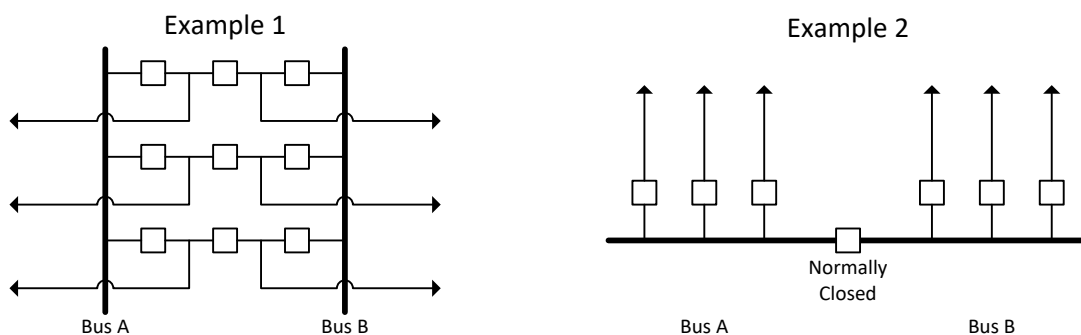 Example 1
Bus A
Bus B
Example 2
Normally
Closed
Bus A
Bus B